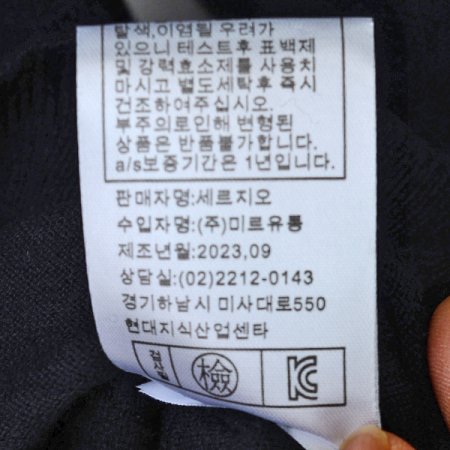 탈색,이염될 우려가
있으니 테스트후 표백제
및 강력효소제를 사용치
마시고 별도세탁후 즉시
건조하여주십시오.
부주의로인해 변형된
상품은 반품불가합니다.
a/s보증기간은 1년입니다.
판매자명:세르지오
수입자명:(주)미르유통
제조년월:2023,09
상담실:(02)2212-0143
경기하남시 미사대로550
현대지식산업센타
檢